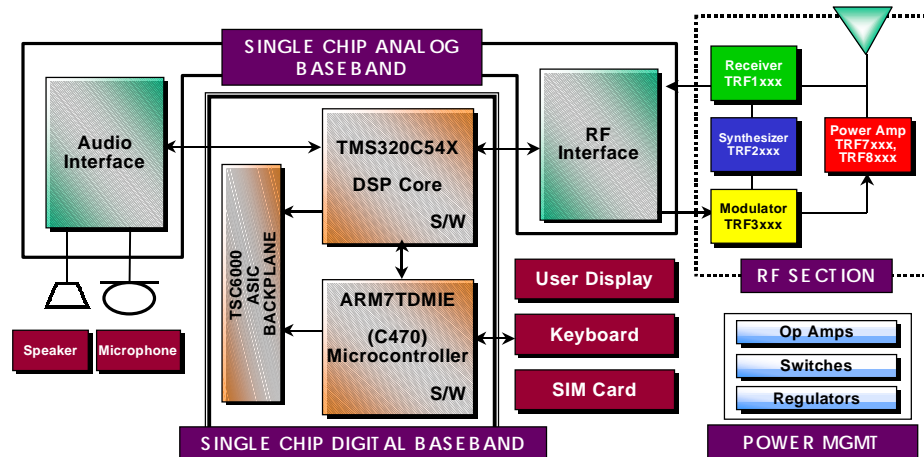 SINGLE CHIP ANALOG
BASEBAND
Receiver
TRF1xxx
Audio
Interface
TMS320C54X
DSP Core
S/W
RF
Interface
Synthesizer
TRF2xxx
Power Amp
TRF7xxx,
TRF8xxx
Modulator
TRF3xxx
RF SECTION
TSC6000
ASIC
BACKPLANE
ARM7TDMIE
(C470)
Microcontroller
S/W
User Display
Keyboard
SIM Card
Speaker
Microphone
Op Amps
Switches
Regulators
SINGLE CHIP DIGITAL BASEBAND
POWER MGMT